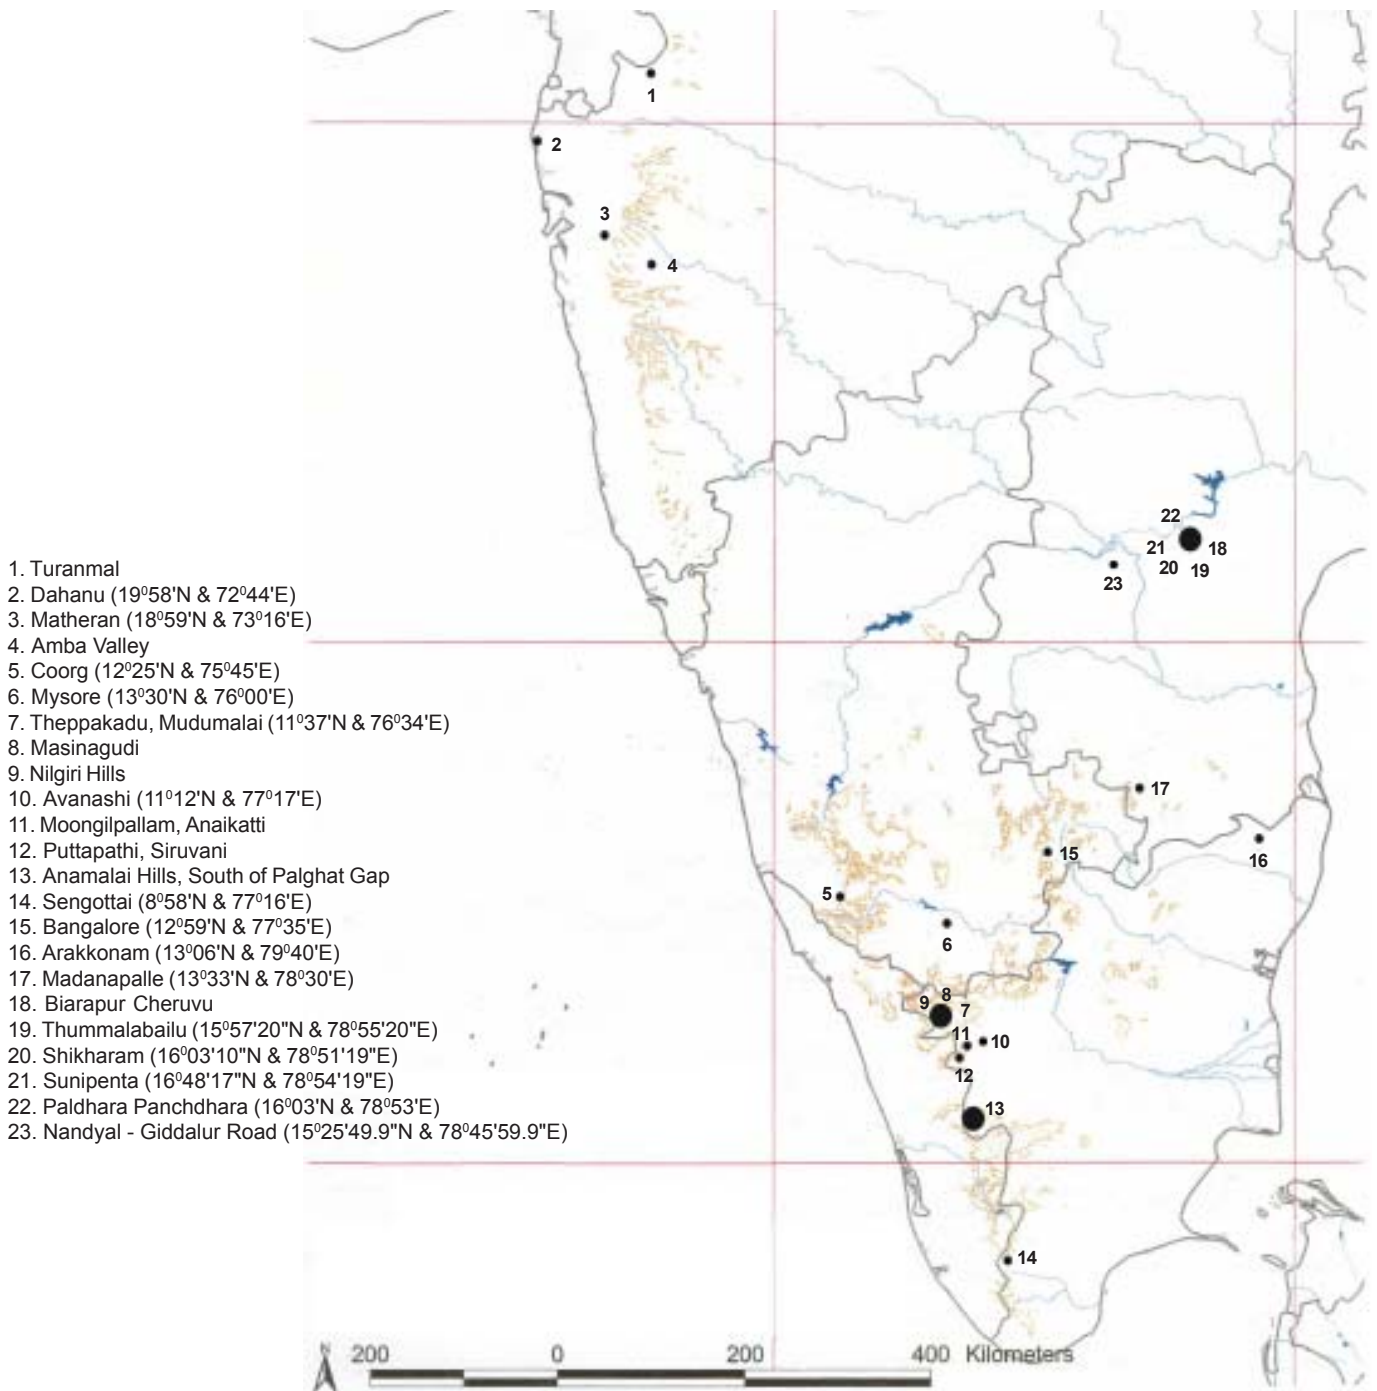 1
2
3
4
22
21
18
20
19
23
1. Turanmal
2. Dahanu (19⁰58'N & 72⁰44'E)
3. Matheran (18⁰59'N & 73⁰16'E)
4. Amba Valley
5. Coorg (12⁰25'N & 75⁰45'E)
6. Mysore (13⁰30'N & 76⁰00'E)
7. Theppakadu, Mudumalai (11⁰37'N & 76⁰34'E)
8. Masinagudi
9. Nilgiri Hills
10. Avanashi (11⁰12'N & 77⁰17'E)
11. Moongilpallam, Anaikatti
12. Puttapathi, Siruvani
13. Anamalai Hills, South of Palghat Gap
14. Sengottai (8⁰58'N & 77⁰16'E)
15. Bangalore (12⁰59'N & 77⁰35'E)
16. Arakkonam (13⁰06'N & 79⁰40'E)
17. Madanapalle (13⁰33'N & 78⁰30'E)
18. Biarapur Cheruvu
19. Thummalabailu (15⁰57'20"N & 78⁰55'20"E)
20. Shikharam (16⁰03'10"N & 78⁰51'19"E)
21. Sunipenta (16⁰48'17"N & 78⁰54'19"E)
22. Paldhara Panchdhara (16⁰03'N & 78⁰53'E)
23. Nandyal - Giddalur Road (15⁰25'49.9"N & 78⁰45'59.9"E)
17
15
16
5
6
8
9
7
11
10
12
13
14
N
200 0 200 400 Kilometers